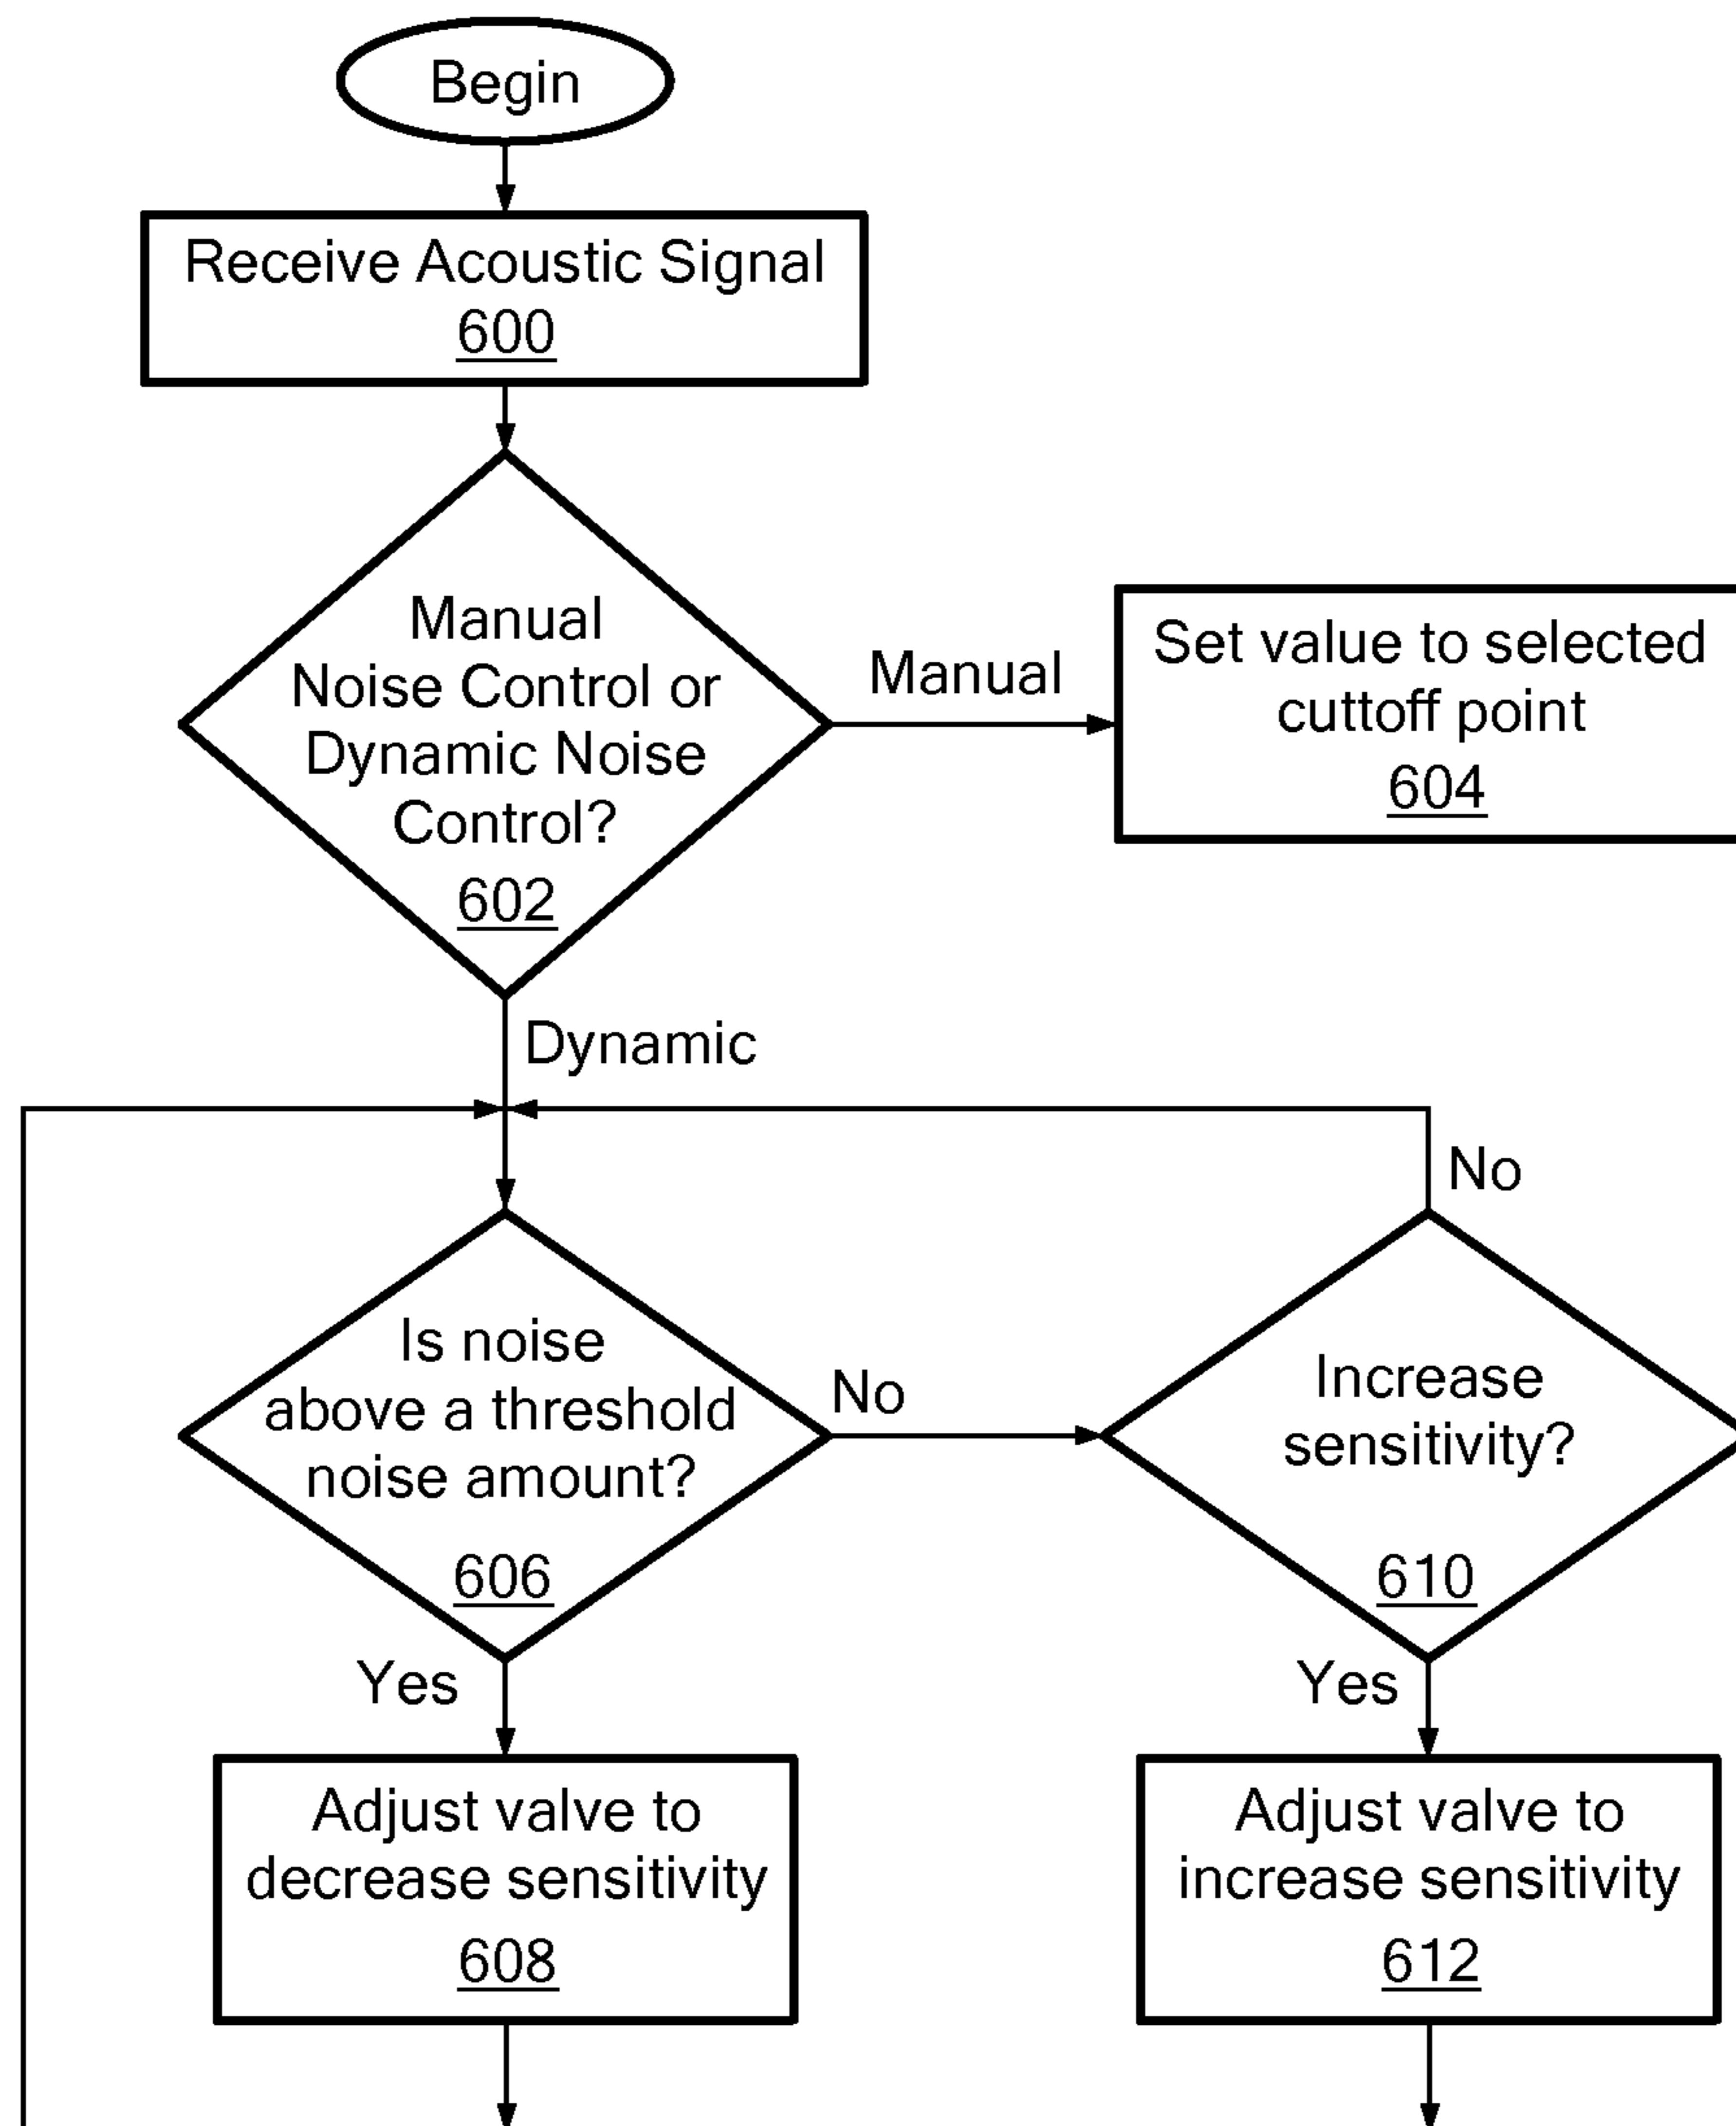 Begin
Receive Acoustic Signal
600
Manual
Noise Control or
Dynamic Noise
Control?
602
Manual
Set value to selected
cuttoff point
604
Dynamic
No
Is noise
above a threshold
noise amount?
606
No
Increase
sensitivity?
610
Yes
Yes
Adjust valve to
decrease sensitivity
608
Adjust valve to
increase sensitivity
612